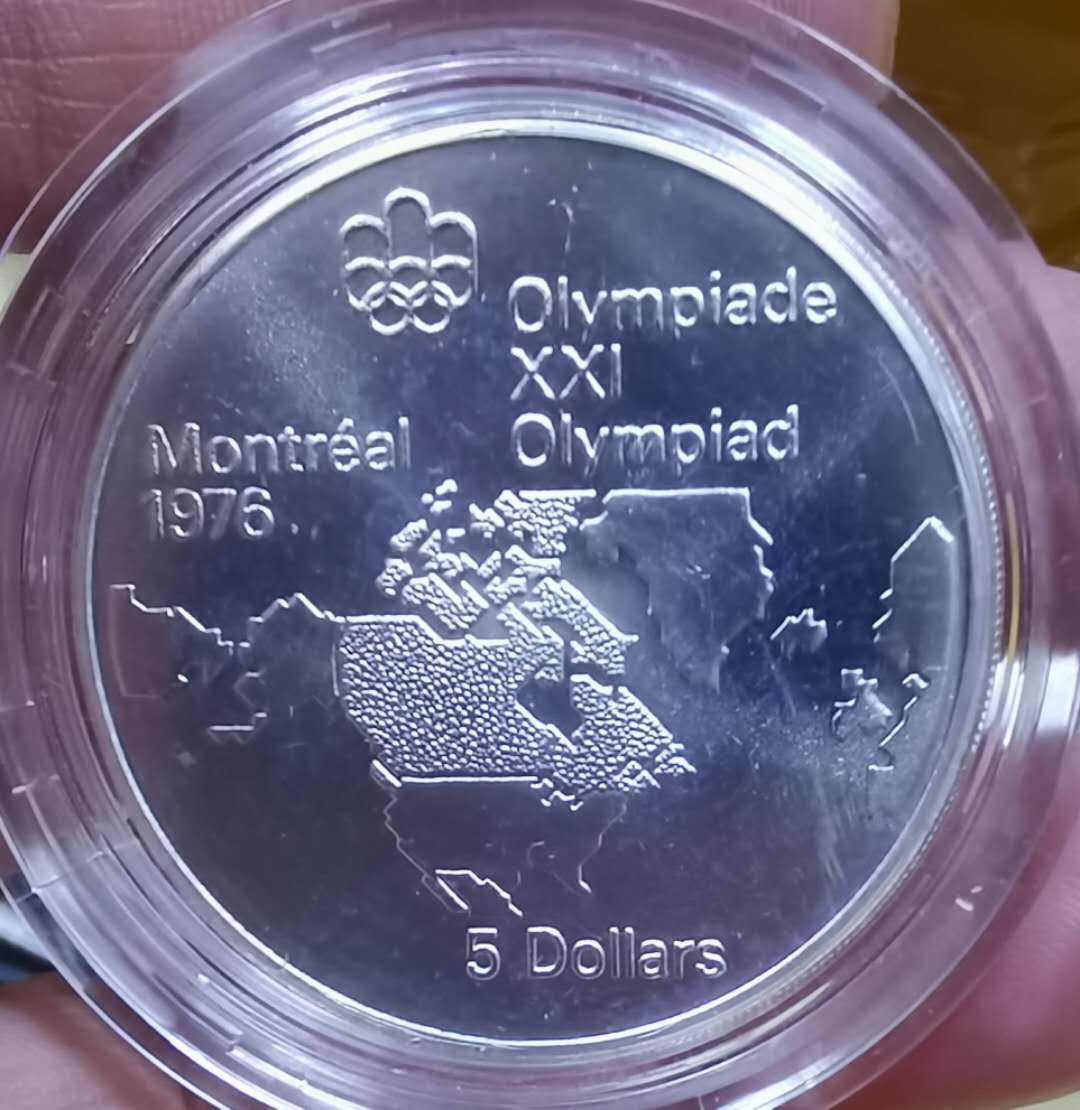 Olympiade
XXI
Olympiad
Montréal
1976
5 Dollars